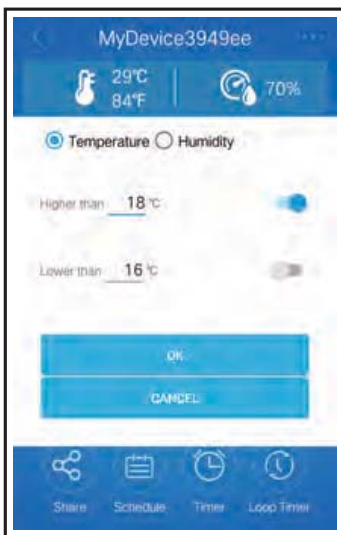 MyDevice3949ee
29℃
84℉
70%
Temperature Humidity
Higher than 18 ℃
Lower than 16 ℃
OK
CANCEL
Share Schedule Timer Loop Timer